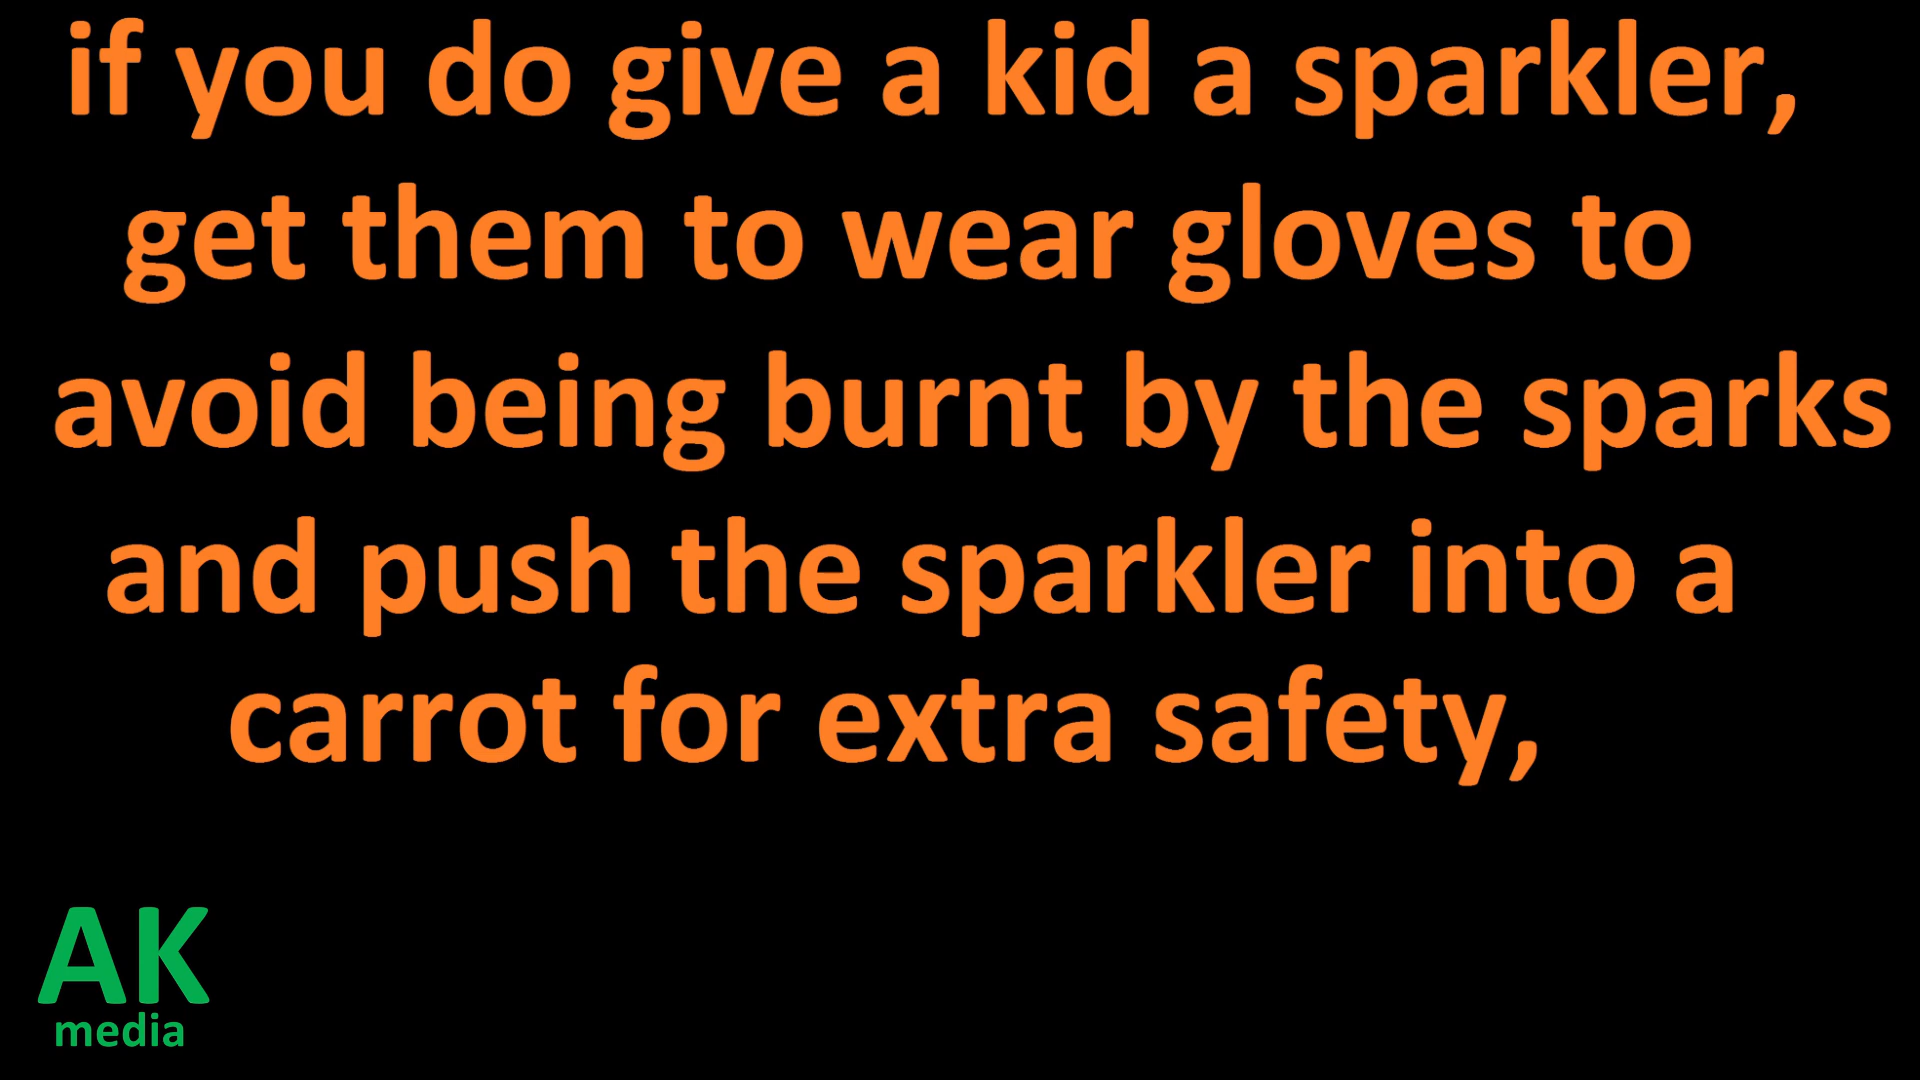 if you do give a kid a sparkler,
get them to wear gloves to
avoid being burnt by the sparks
and push the sparkler into a
carrot for extra safety,
AK
media